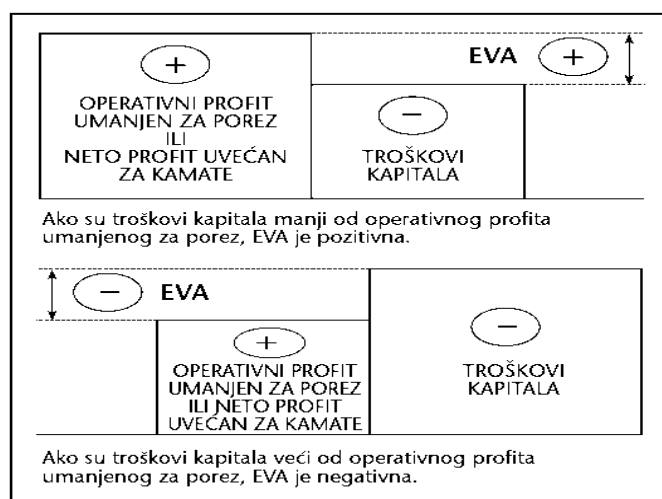 +
EVA +
OPERATIVNI PROFIT
UMANJEN ZA POREZ
ILI
NETO PROFIT UVEĆAN
ZA KAMATE
−
TROŠKOVI
KAPITALA
Ako su troškovi kapitala manji od operativnog profita
umanjenog za porez, EVA je pozitivna.
− EVA
+
OPERATIVNI PROFIT
UMANJEN ZA POREZ
ILI NETO PROFIT
UVEĆAN ZA KAMATE
−
TROŠKOVI
KAPITALA
Ako su troškovi kapitala veći od operativnog profita
umanjenog za porez, EVA je negativna.